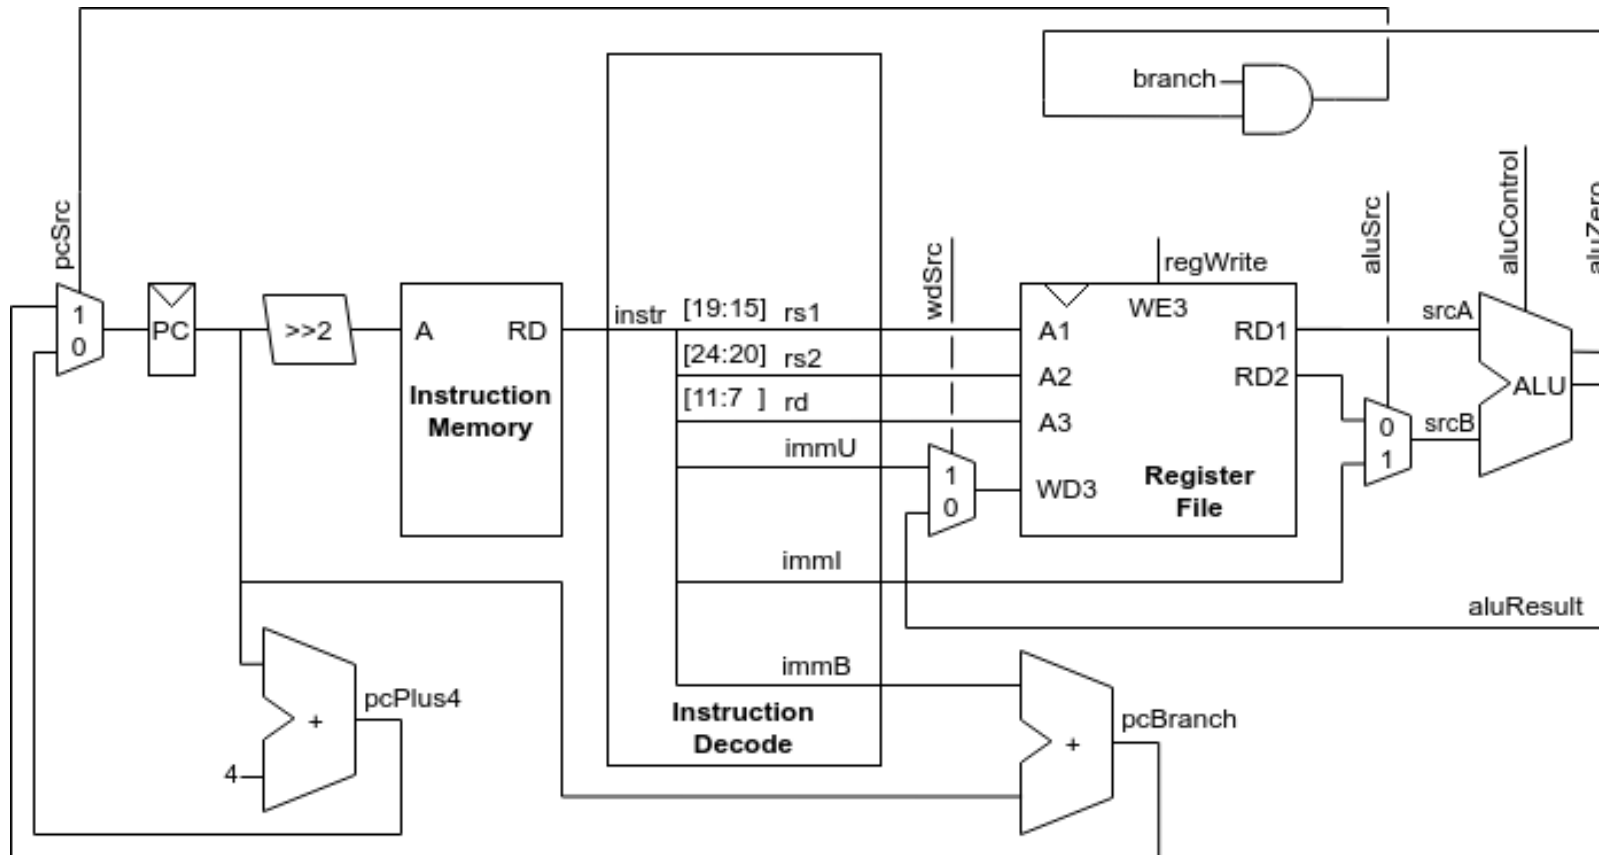 branch
pcSrc
wdSrc
regWrite
aluSrc
aluControl
aluZero
1
0
PC
>>2
A RD
Instruction
Memory
instr
[19:15] rs1
[24:20] rs2
[11:7 ] rd
immU
immI
immB
Instruction
Decode
1
0
WE3
A1 RD1
A2 RD2
A3
WD3
Register
File
srcA
srcB
0
1
ALU
aluResult
pcPlus4
+
4
pcBranch
+